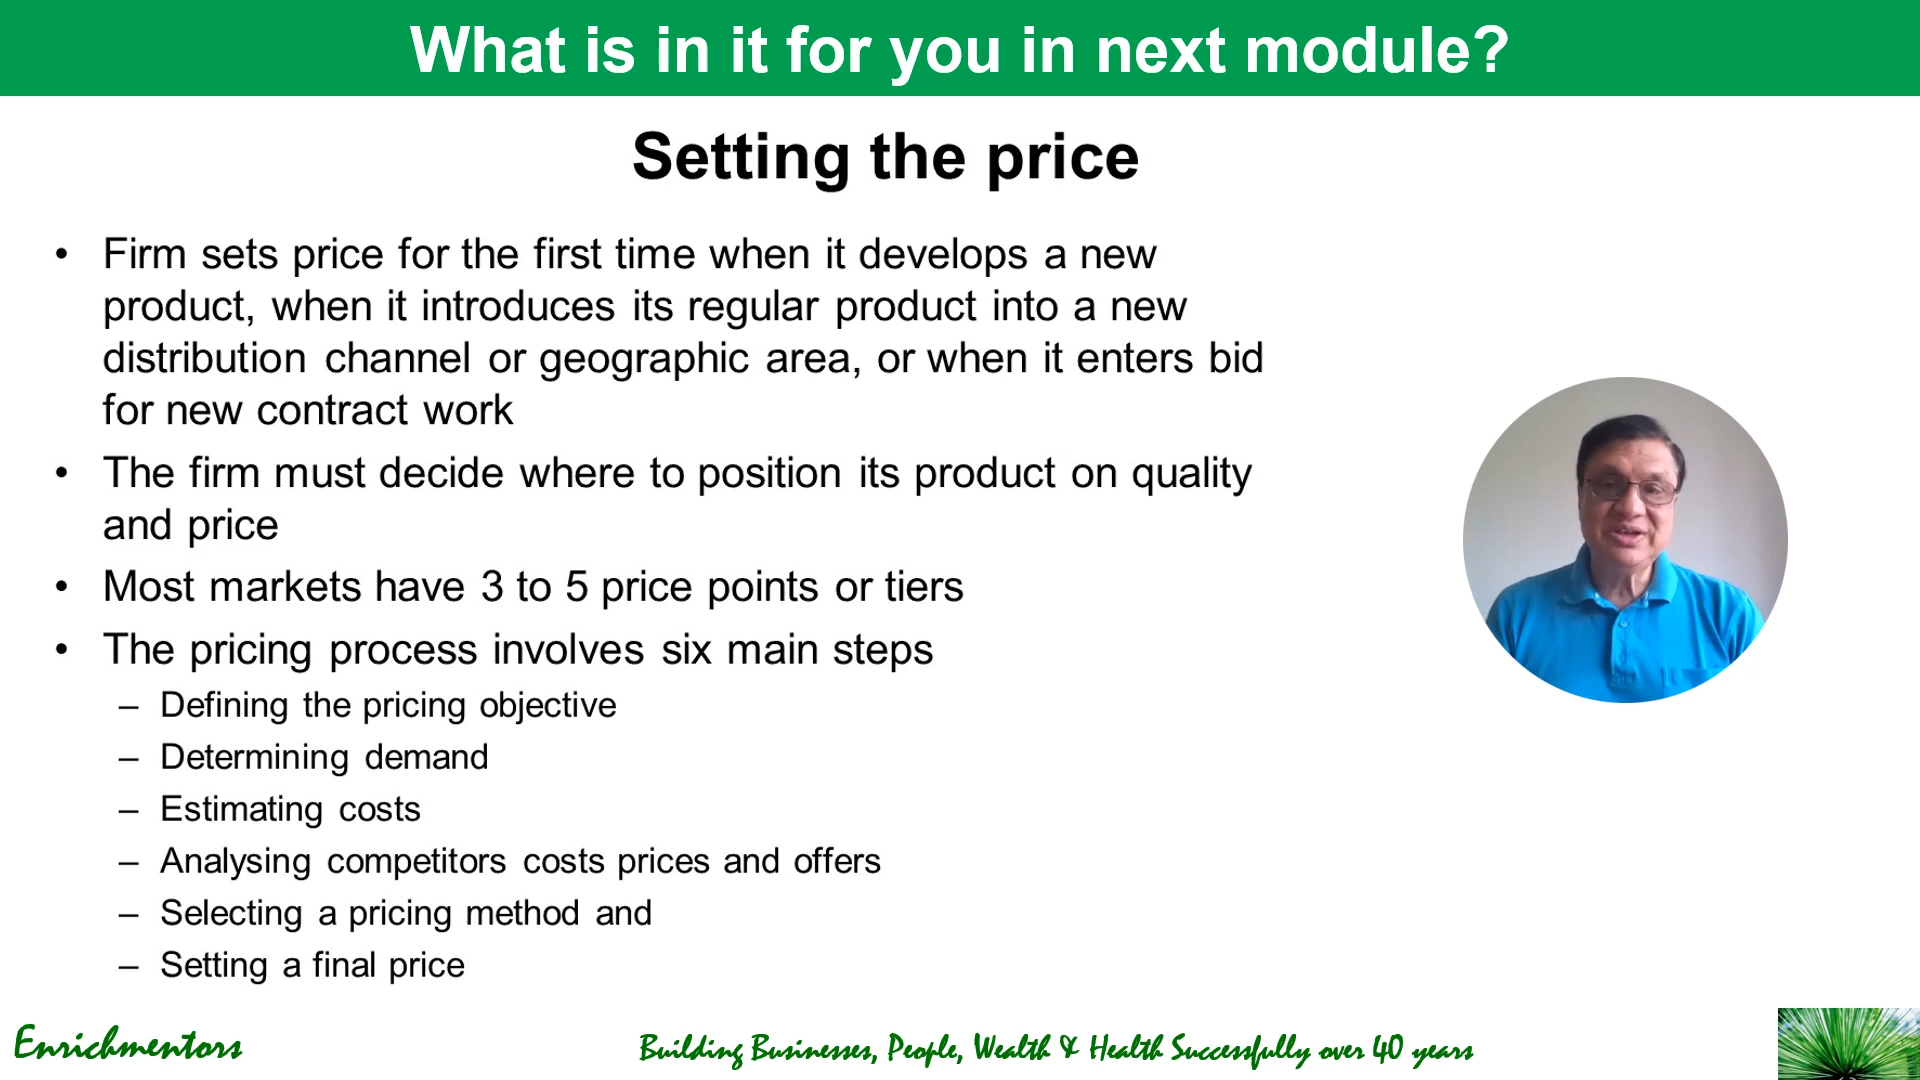 What is in it for you in next module?
Setting the price
• Firm sets price for the first time when it develops a new
product, when it introduces its regular product into a new
distribution channel or geographic area, or when it enters bid
for new contract work
• The firm must decide where to position its product on quality
and price
• Most markets have 3 to 5 price points or tiers
• The pricing process involves six main steps
– Defining the pricing objective
– Determining demand
– Estimating costs
– Analysing competitors costs prices and offers
– Selecting a pricing method and
– Setting a final price
Enrichmentors
Building Businesses, People, Wealth & Health Successfully over 40 years